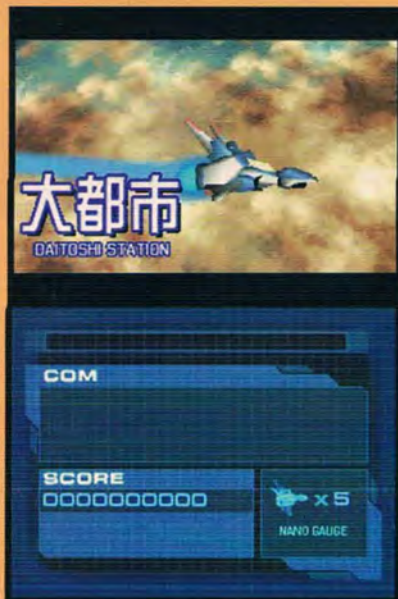 大都市
DAITOSHI STATION
COM
SCORE
0000000000
x 5
NANO GAUGE